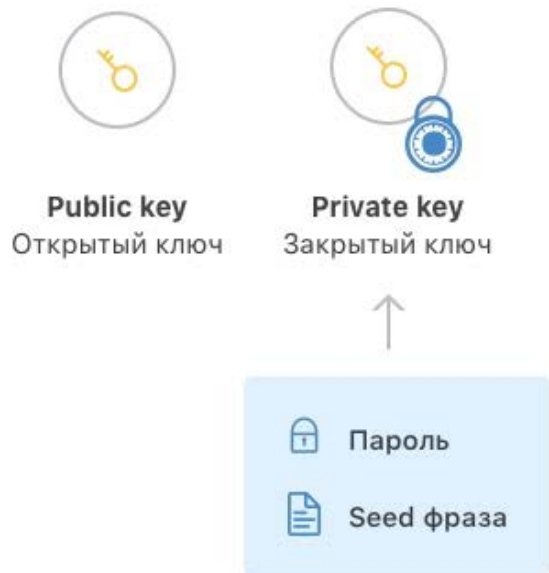 Public key
Открытый ключ
Private key
Закрытый ключ
Пароль
Seed фраза